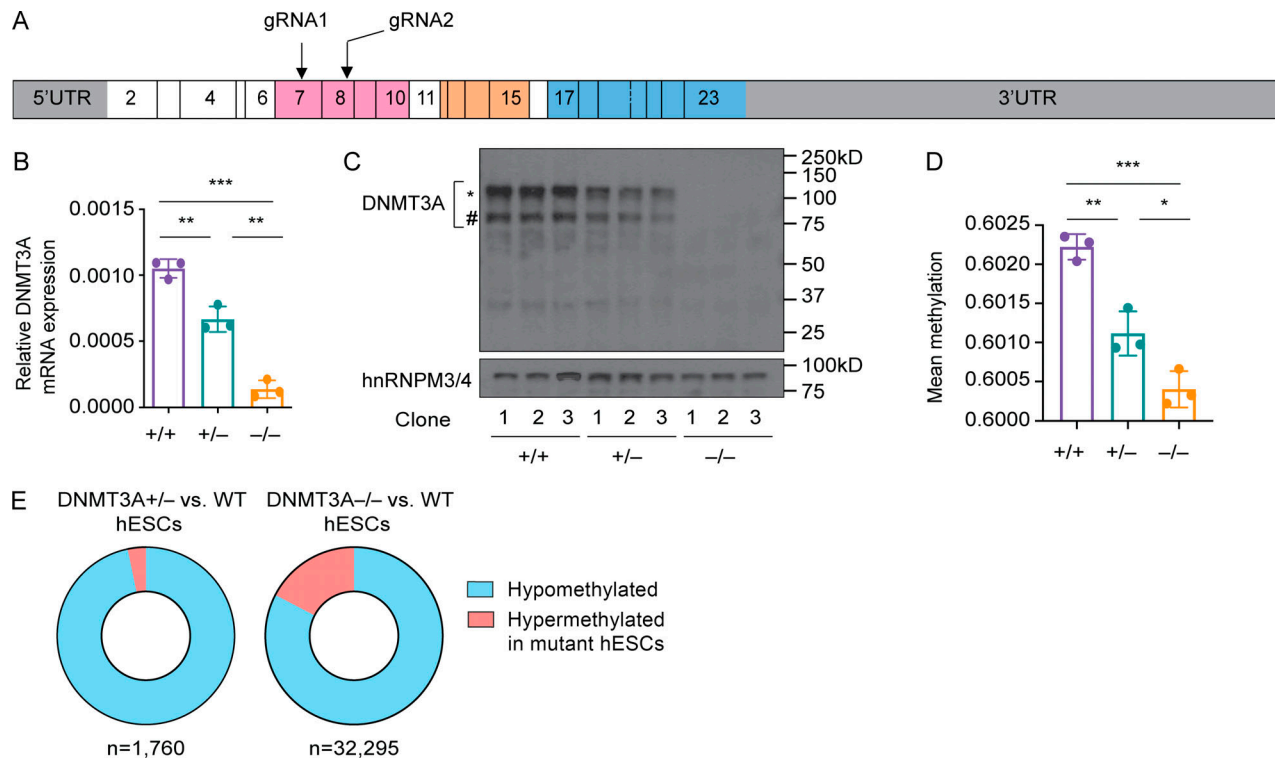 A
gRNA1
gRNA2
5'UTR 2 4 6 7 8 10 11 15 17 23 3'UTR
B
Relative DNMT3A
mRNA expression
0.0015
0.0010
0.0005
0.0000
***
** **
+/+ +/– –/–
C
DNMT3A
*
#
250kD
150
100
75
50
37
25
hnRNPM3/4
100kD
75
Clone 1 2 3 1 2 3 1 2 3
+/+ +/– –/–
D
Mean methylation
0.6025
0.6020
0.6015
0.6010
0.6005
0.6000
***
** *
+/+ +/– –/–
E
DNMT3A+/– vs. WT
hESCs
n=1,760
DNMT3A–/– vs. WT
hESCs
n=32,295
Hypomethylated
Hypermethylated
in mutant hESCs